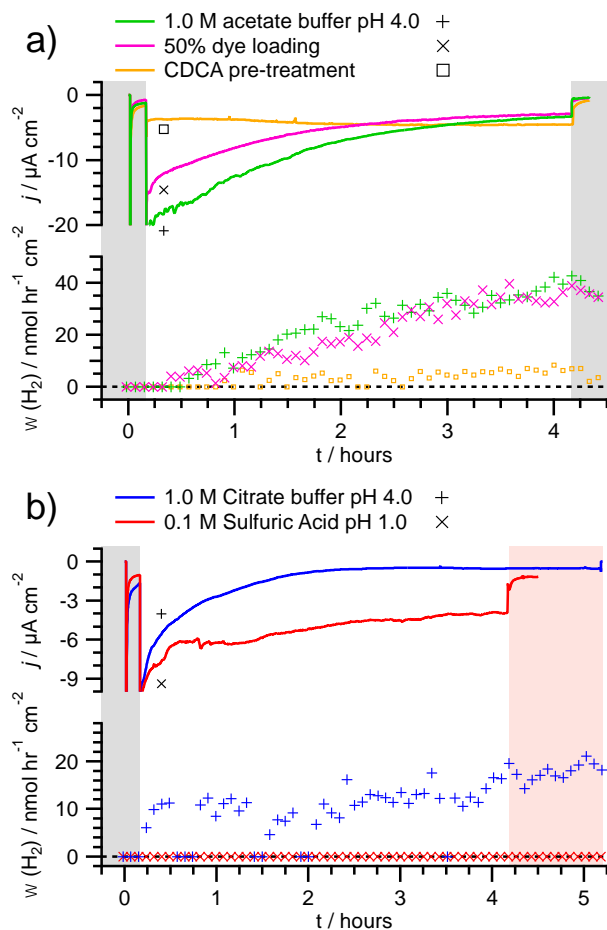 a)
1.0 M acetate buffer pH 4.0 +
50% dye loading ×
CDCA pre-treatment □
0
-10
-20
j / µA cm⁻²
40
20
0
w (H₂) / nmol hr⁻¹ cm⁻²
0 1 2 3 4
t / hours
b)
1.0 M Citrate buffer pH 4.0 +
0.1 M Sulfuric Acid pH 1.0 ×
0
-3
-6
-9
j / µA cm⁻²
20
10
0
w (H₂) / nmol hr⁻¹ cm⁻²
0 1 2 3 4 5
t / hours